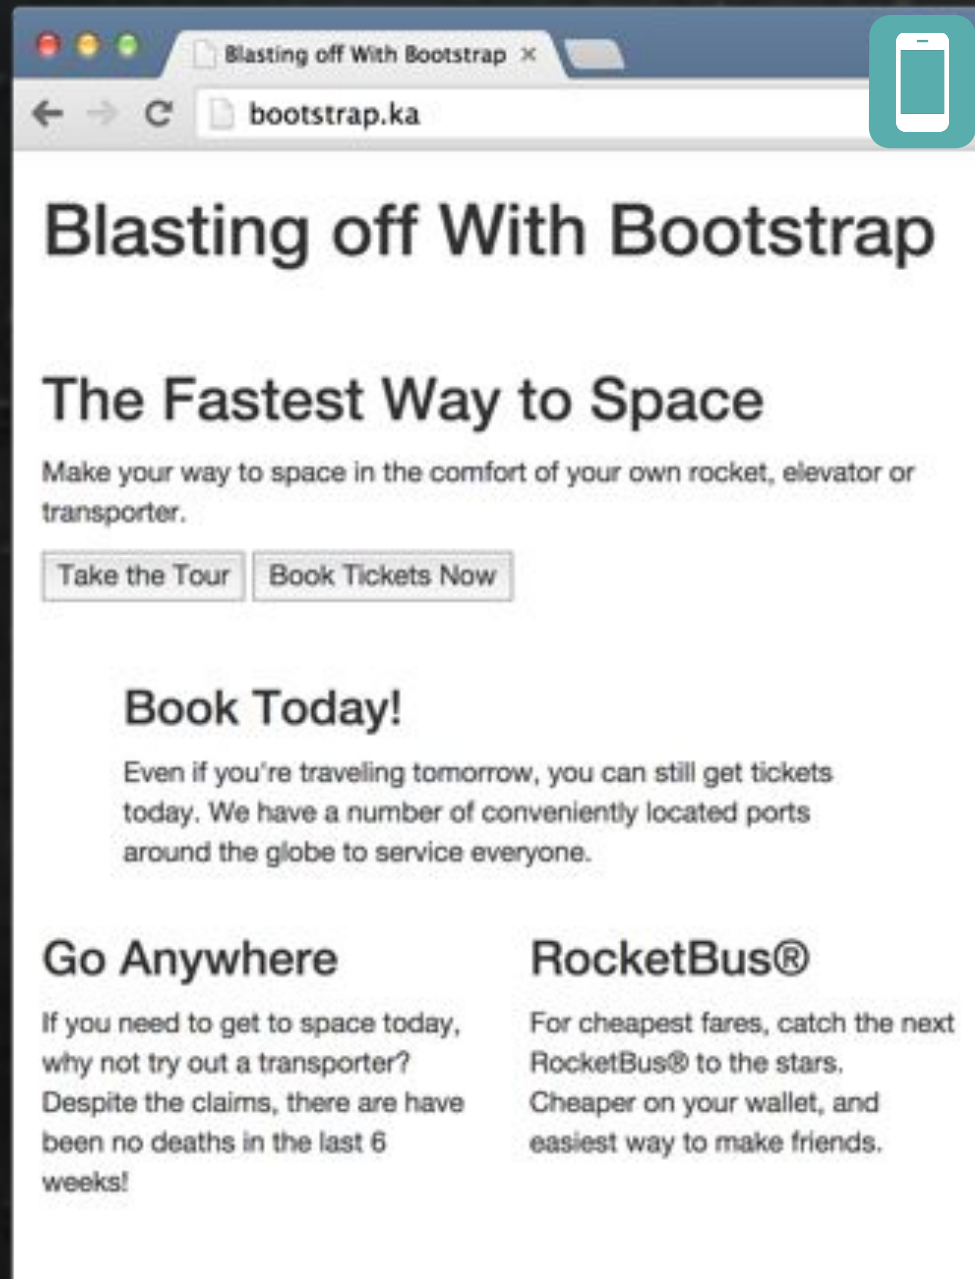 Blasting off With Bootstrap
bootstrap.ka
Blasting off With Bootstrap
The Fastest Way to Space
Make your way to space in the comfort of your own rocket, elevator or
transporter.
Take the Tour
Book Tickets Now
Book Today!
Even if you're traveling tomorrow, you can still get tickets
today. We have a number of conveniently located ports
around the globe to service everyone.
Go Anywhere
If you need to get to space today,
why not try out a transporter?
Despite the claims, there are have
been no deaths in the last 6
weeks!
RocketBus®
For cheapest fares, catch the next
RocketBus® to the stars.
Cheaper on your wallet, and
easiest way to make friends.